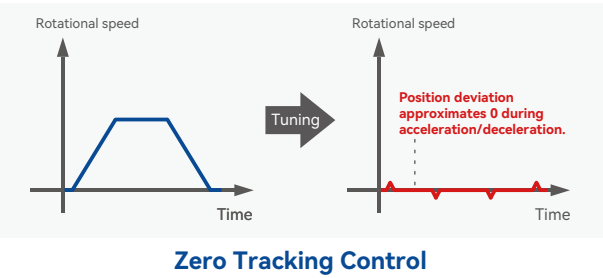 Rotational speed
Time
Tuning
Rotational speed
Position deviation
approximates 0 during
acceleration/deceleration.
Time
Zero Tracking Control